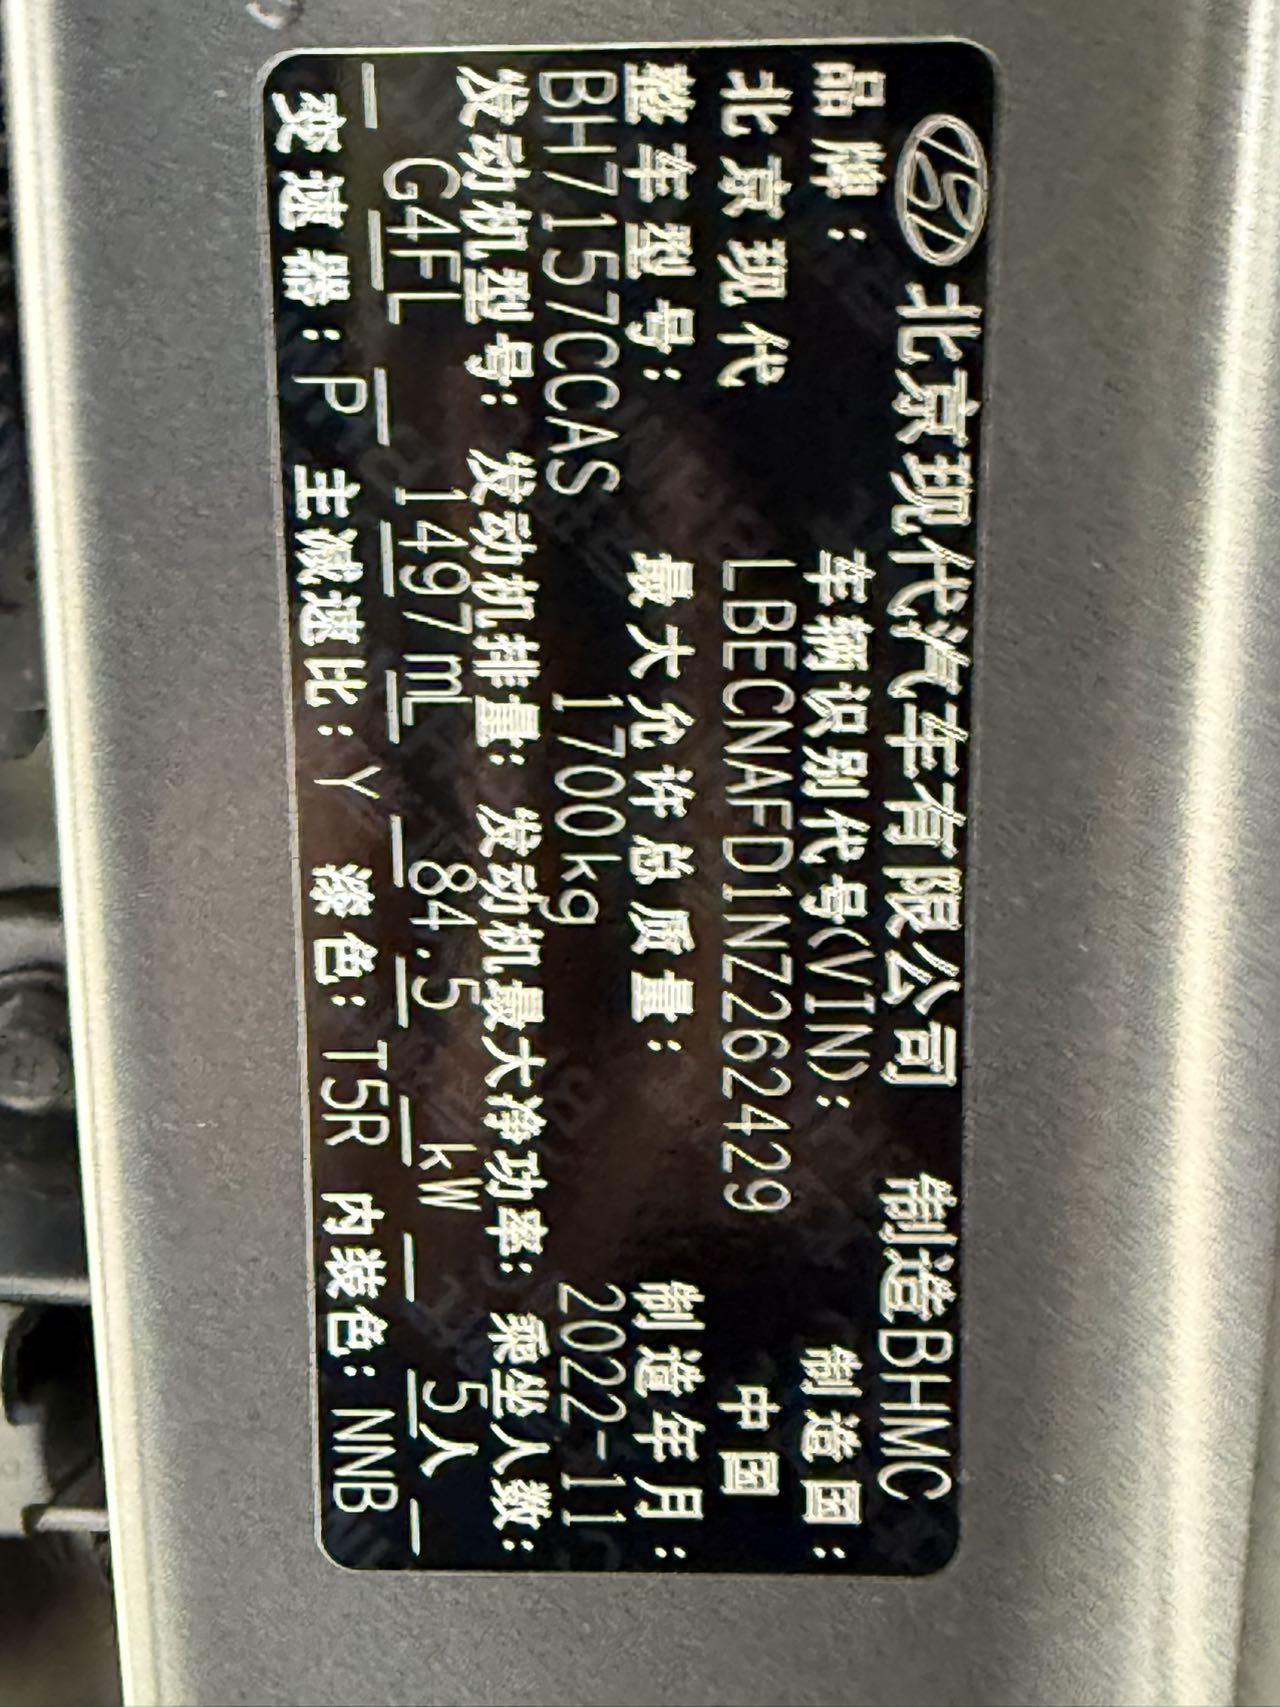 北京现代汽车有限公司 制造BHMC
品牌： 车辆识别代号(VIN)： 制造国：
北京现代 LBECNAFD1NZ262429 中国
整车型号： 最大允许总质量： 制造年月：
BH7157CCAS 1700kg 2022-11
发动机型号： 发动机排量： 发动机最大净功率： 乘坐人数：
G4FL 1497mL 84.5 kW 5人
变速器：P 主减速比：Y 漆色：T5R 内装色：NNB